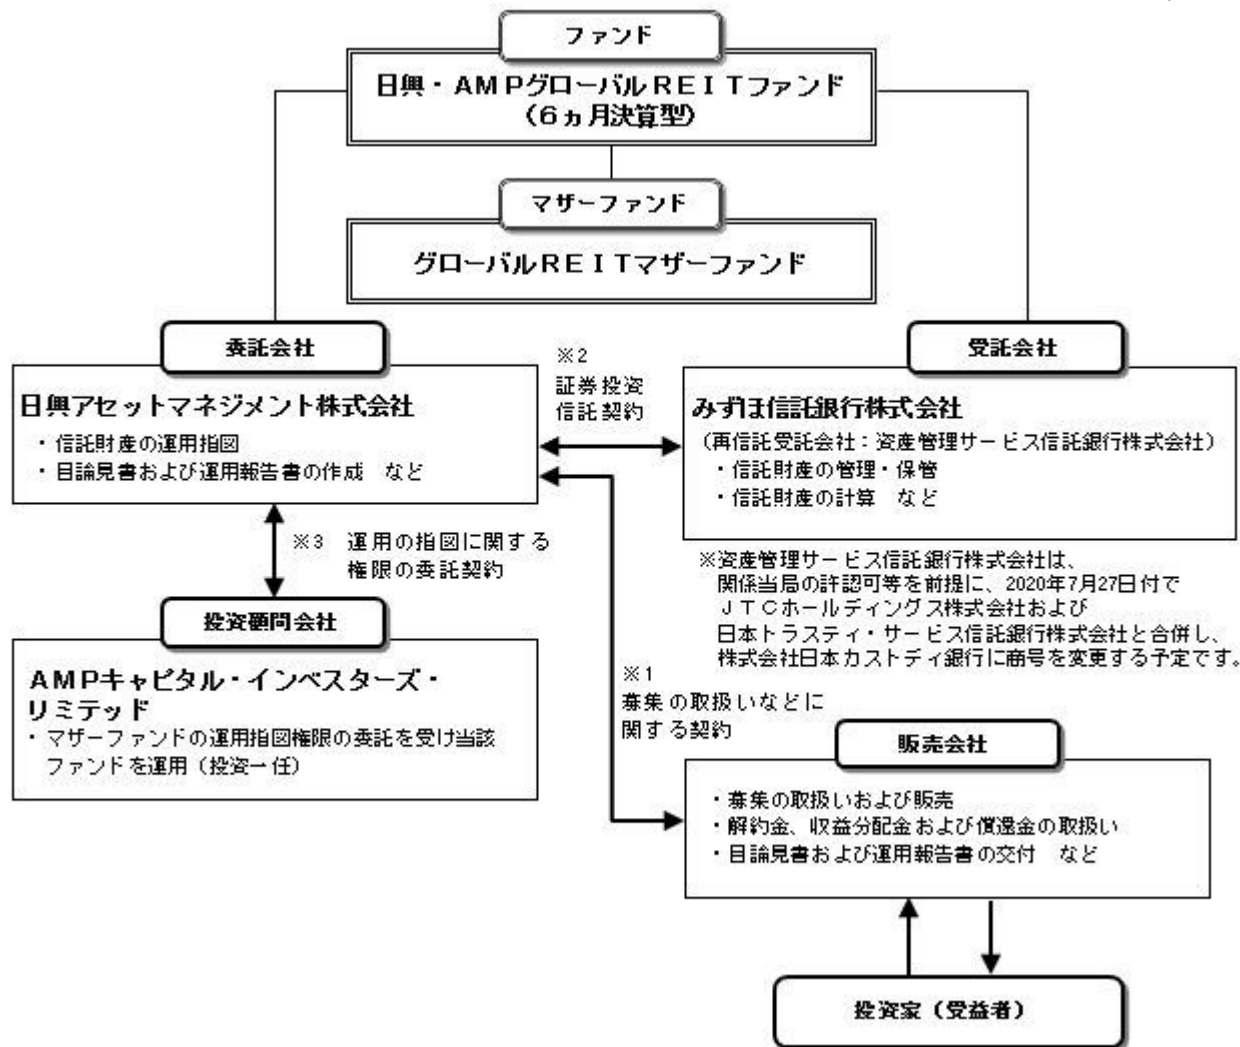 ファンド
日興・AMPグローバルREITファンド
（6ヵ月決算型）
マザーファンド
グローバルREITマザーファンド
委託会社
日興アセットマネジメント株式会社
・信託財産の運用指図
・目論見書および運用報告書の作成　など
※2
証券投資
信託契約
受託会社
みずほ信託銀行株式会社
（再信託受託会社：資産管理サービス信託銀行株式会社）
・信託財産の管理・保管
・信託財産の計算　など
※資産管理サービス信託銀行株式会社は、
関係当局の許認可等を前提に、2020年7月27日付で
JTCホールディングス株式会社および
日本トラスティ・サービス信託銀行株式会社と合併し、
株式会社日本カストディ銀行に商号を変更する予定です。
※3　運用の指図に関する
権限の委託契約
投資顧問会社
AMPキャピタル・インベスターズ・
リミテッド
・マザーファンドの運用指図権限の委託を受け当該
ファンドを運用（投資一任）
※1
募集の取扱いなどに
関する契約
販売会社
・募集の取扱いおよび販売
・解約金、収益分配金および償還金の取扱い
・目論見書および運用報告書の交付　など
投資家（受益者）